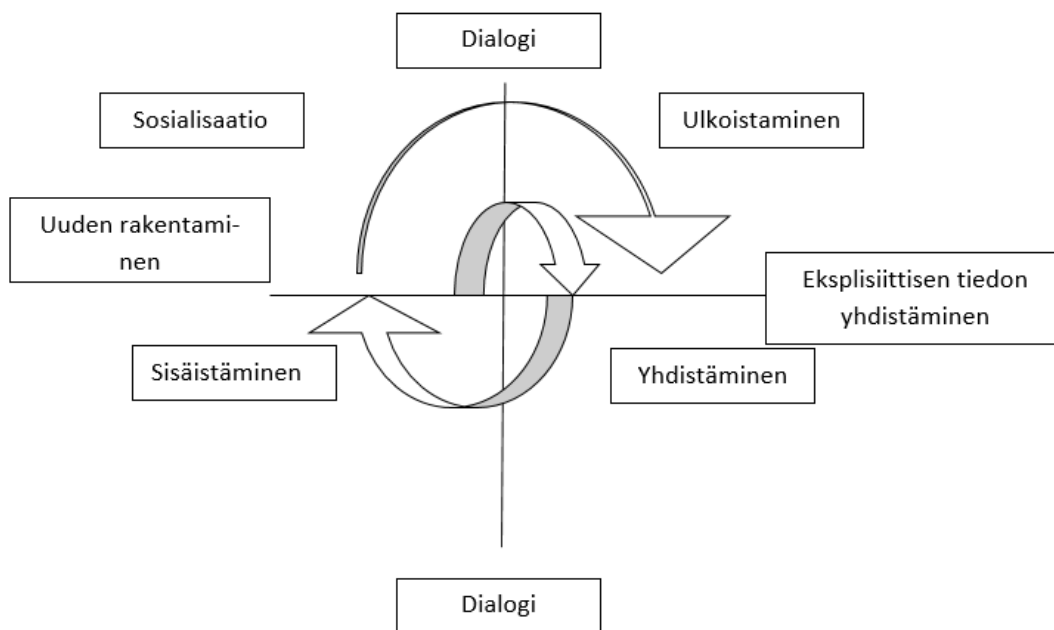 Dialogi
Sosialisaatio
Ulkoistaminen
Uuden rakentami-
nen
Eksplisiittisen tiedon
yhdistäminen
Sisäistäminen
Yhdistäminen
Dialogi